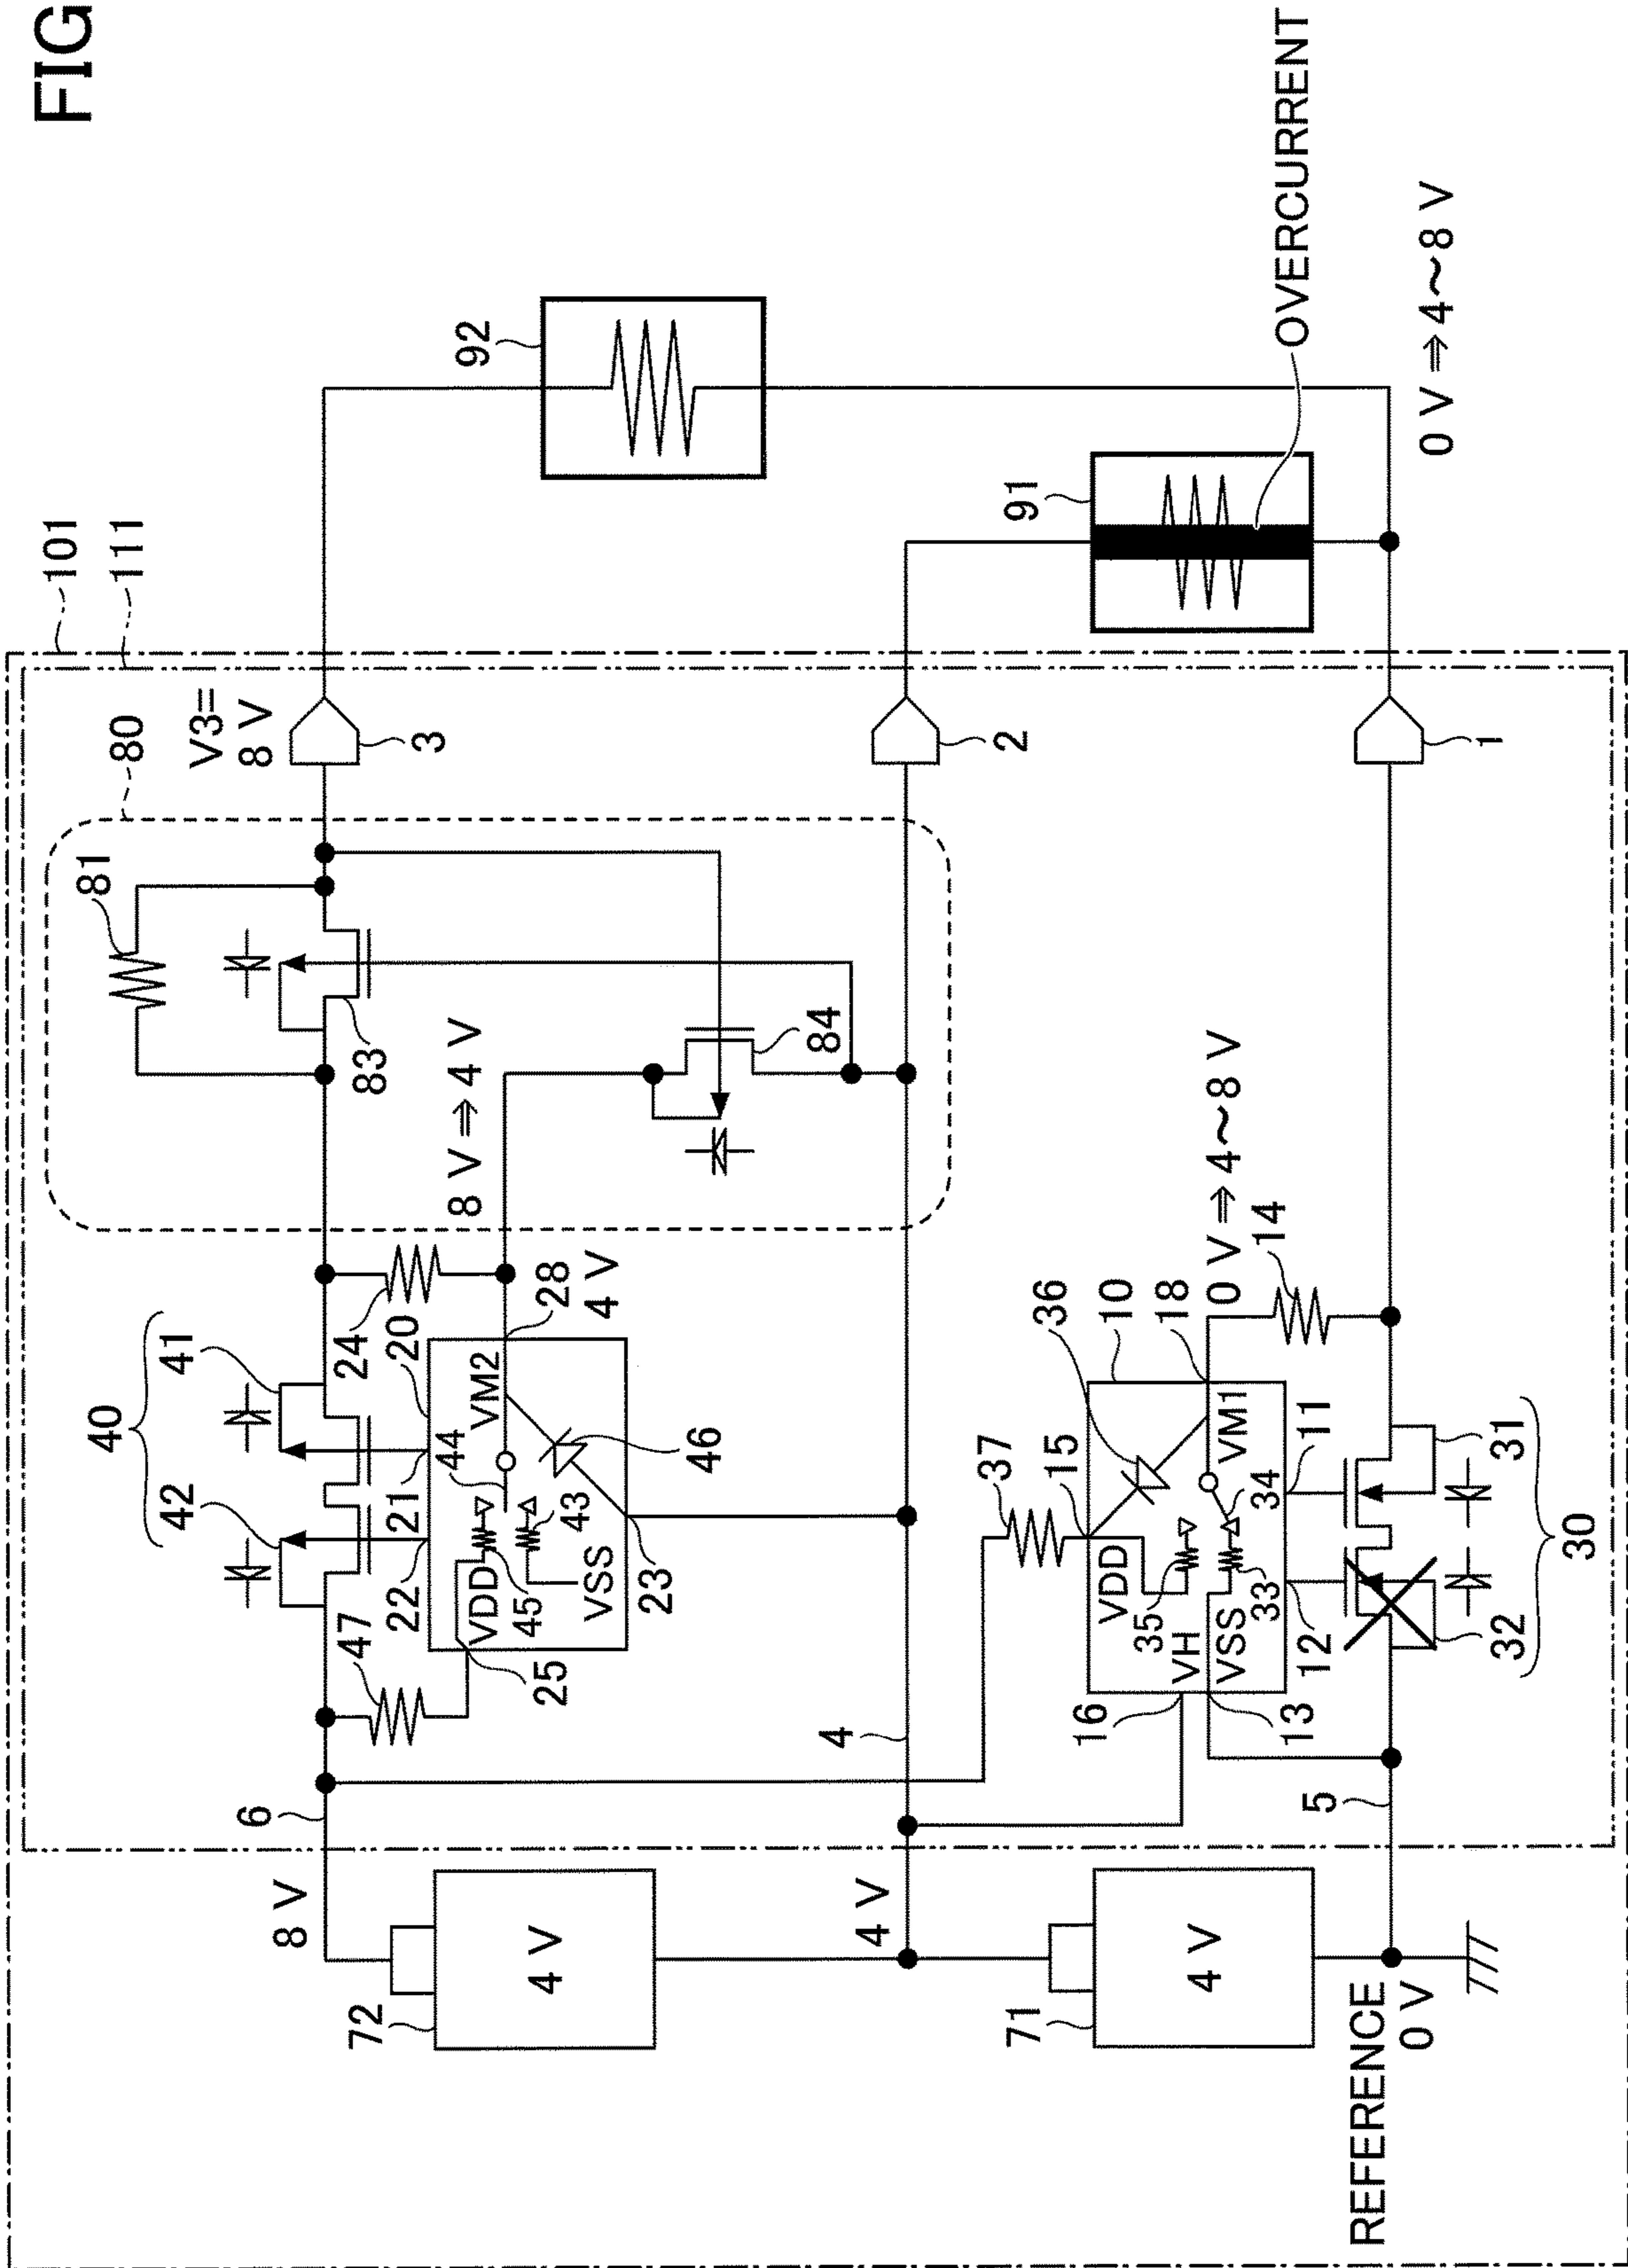 FIG
101
111
80
V3=
8 V
3
81
83
84
8 V ⇒ 4 V
92
91
OVERCURRENT
0 V ⇒ 4~8 V
2
1
40
41
42
24
20
28
4 V
VM2
44
46
21
22
43
45
VDD
VSS
23
25
47
6
8 V
72
4 V
4 V
4
71
4 V
37
15
36
10
18
0 V ⇒ 4~8 V
14
VDD
VM1
11
34
35
33
VH
VSS
12
16
13
31
32
30
5
REFERENCE
0 V